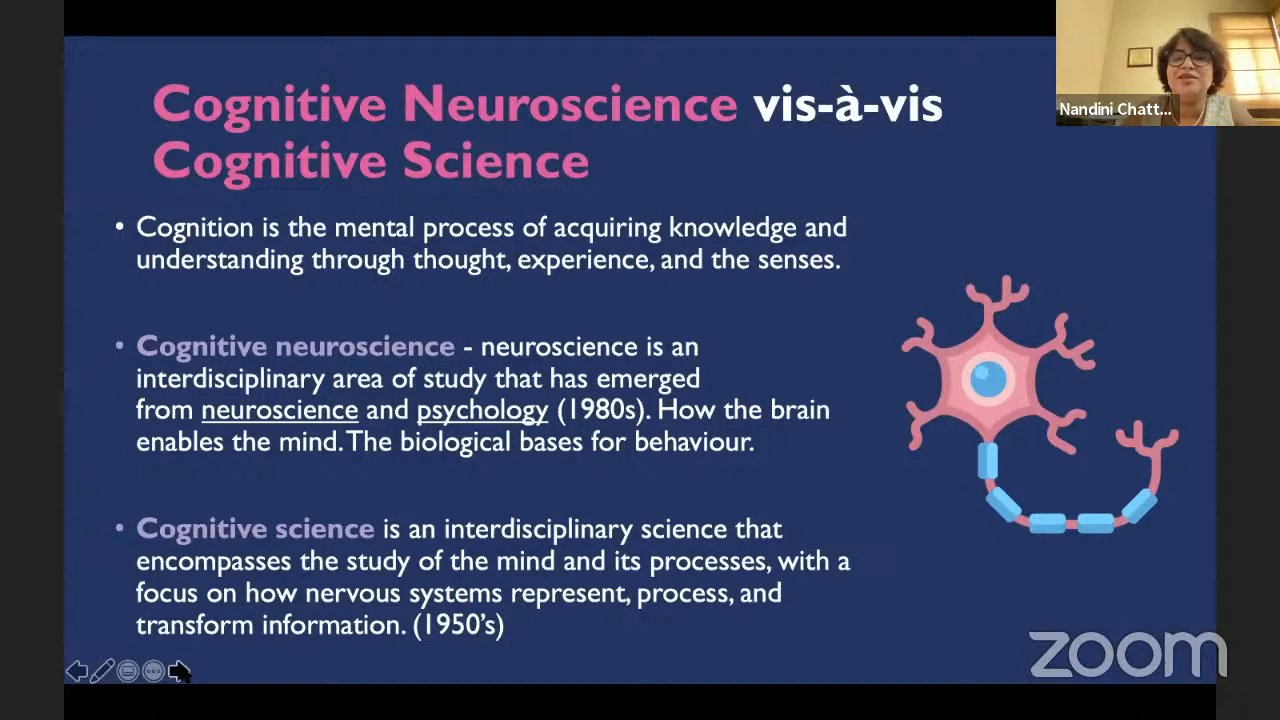 Cognitive Neuroscience vis-à-vis
Cognitive Science
Nandini Chatt...
• Cognition is the mental process of acquiring knowledge and
understanding through thought, experience, and the senses.
• Cognitive neuroscience - neuroscience is an
interdisciplinary area of study that has emerged
from neuroscience and psychology (1980s). How the brain
enables the mind. The biological bases for behaviour.
• Cognitive science is an interdisciplinary science that
encompasses the study of the mind and its processes, with a
focus on how nervous systems represent, process, and
transform information. (1950's)
zoom